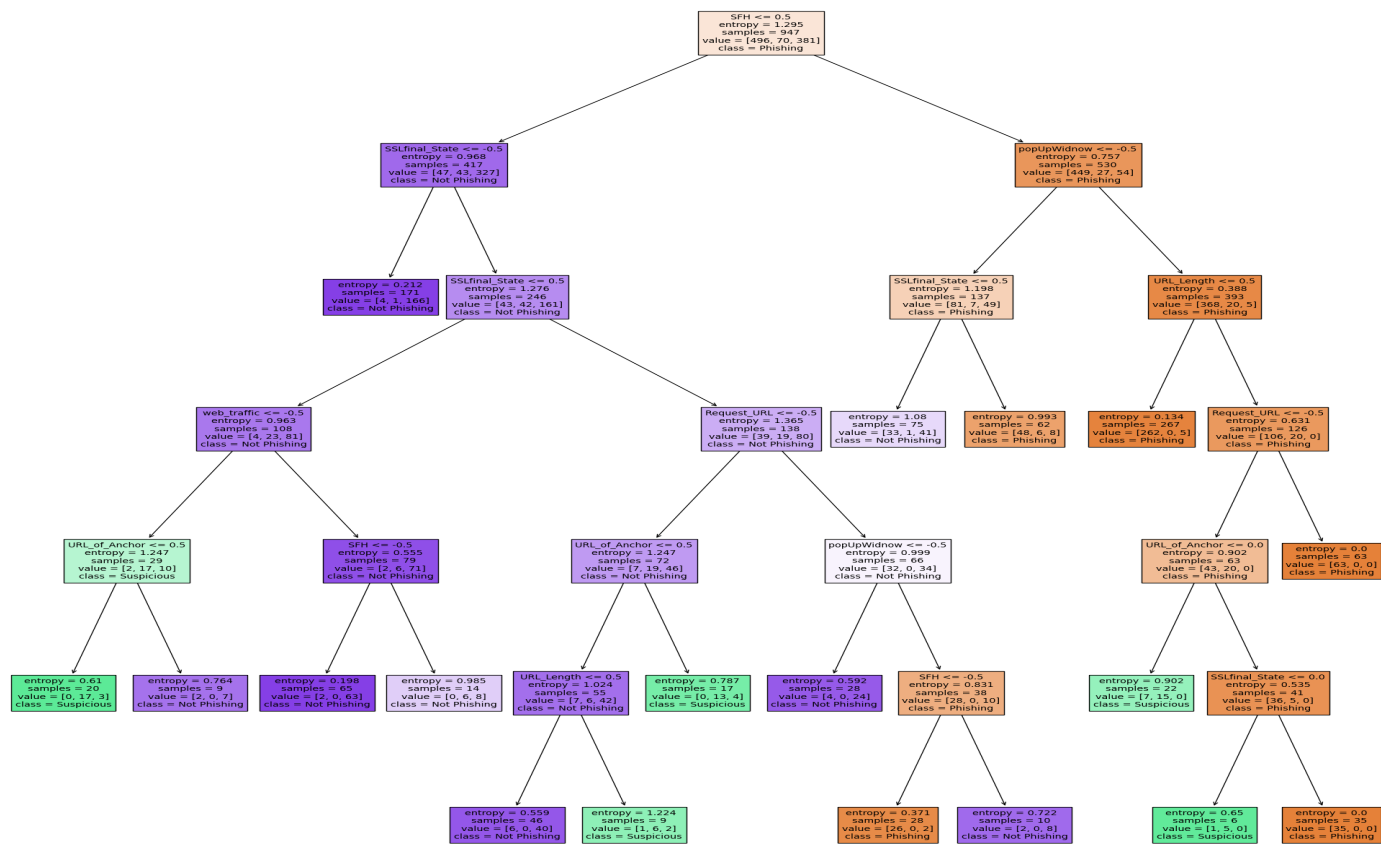 SFH <= 0.5
entropy = 1.295
samples = 947
value = [496, 70, 381]
class = Phishing
SSLfinal_State <= -0.5
entropy = 0.968
samples = 417
value = [47, 43, 327]
class = Not Phishing
popUpWidnow <= -0.5
entropy = 0.757
samples = 530
value = [449, 27, 54]
class = Phishing
entropy = 0.212
samples = 171
value = [4, 1, 166]
class = Not Phishing
SSLfinal_State <= 0.5
entropy = 1.276
samples = 246
value = [43, 42, 161]
class = Not Phishing
SSLfinal_State <= 0.5
entropy = 1.198
samples = 137
value = [81, 7, 49]
class = Phishing
URL_Length <= 0.5
entropy = 0.388
samples = 393
value = [368, 20, 5]
class = Phishing
web_traffic <= -0.5
entropy = 0.963
samples = 108
value = [4, 23, 81]
class = Not Phishing
Request_URL <= -0.5
entropy = 1.365
samples = 138
value = [39, 19, 80]
class = Not Phishing
entropy = 1.08
samples = 75
value = [33, 1, 41]
class = Not Phishing
entropy = 0.993
samples = 62
value = [48, 6, 8]
class = Phishing
entropy = 0.134
samples = 267
value = [262, 0, 5]
class = Phishing
Request_URL <= -0.5
entropy = 0.631
samples = 126
value = [106, 20, 0]
class = Phishing
URL_of_Anchor <= 0.5
entropy = 1.247
samples = 29
value = [2, 17, 10]
class = Suspicious
SFH <= -0.5
entropy = 0.555
samples = 79
value = [2, 6, 71]
class = Not Phishing
URL_of_Anchor <= 0.5
entropy = 1.247
samples = 72
value = [7, 19, 46]
class = Not Phishing
popUpWidnow <= -0.5
entropy = 0.999
samples = 66
value = [32, 0, 34]
class = Not Phishing
URL_of_Anchor <= 0.0
entropy = 0.902
samples = 63
value = [43, 20, 0]
class = Phishing
entropy = 0.0
samples = 63
value = [63, 0, 0]
class = Phishing
entropy = 0.61
samples = 20
value = [0, 17, 3]
class = Suspicious
entropy = 0.764
samples = 9
value = [2, 0, 7]
class = Not Phishing
entropy = 0.198
samples = 65
value = [2, 0, 63]
class = Not Phishing
entropy = 0.985
samples = 14
value = [0, 6, 8]
class = Not Phishing
URL_Length <= 0.5
entropy = 1.024
samples = 55
value = [7, 6, 42]
class = Not Phishing
entropy = 0.787
samples = 17
value = [0, 13, 4]
class = Suspicious
entropy = 0.592
samples = 28
value = [4, 0, 24]
class = Not Phishing
SFH <= -0.5
entropy = 0.831
samples = 38
value = [28, 0, 10]
class = Phishing
entropy = 0.902
samples = 22
value = [7, 15, 0]
class = Suspicious
SSLfinal_State <= 0.0
entropy = 0.535
samples = 41
value = [36, 5, 0]
class = Phishing
entropy = 0.559
samples = 46
value = [6, 0, 40]
class = Not Phishing
entropy = 1.224
samples = 9
value = [1, 6, 2]
class = Suspicious
entropy = 0.371
samples = 28
value = [26, 0, 2]
class = Phishing
entropy = 0.722
samples = 10
value = [2, 0, 8]
class = Not Phishing
entropy = 0.65
samples = 6
value = [1, 5, 0]
class = Suspicious
entropy = 0.0
samples = 35
value = [35, 0, 0]
class = Phishing